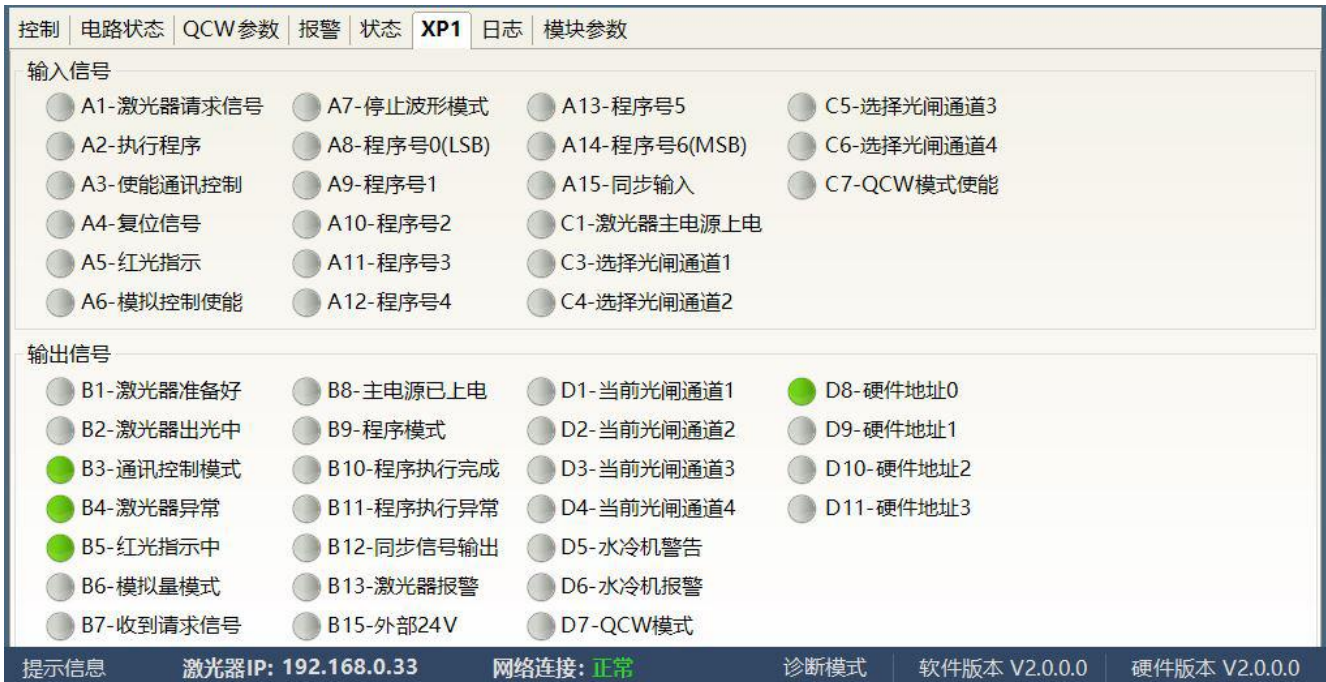 控制 电路状态 QCW参数 报警 状态 XP1 日志 模块参数
输入信号
A1-激光器请求信号 A7-停止波形模式 A13-程序号5 C5-选择光闸通道3
A2-执行程序 A8-程序号0(LSB) A14-程序号6(MSB) C6-选择光闸通道4
A3-使能通讯控制 A9-程序号1 A15-同步输入 C7-QCW模式使能
A4-复位信号 A10-程序号2 C1-激光器主电源上电
A5-红光指示 A11-程序号3 C3-选择光闸通道1
A6-模拟控制使能 A12-程序号4 C4-选择光闸通道2
输出信号
B1-激光器准备好 B8-主电源已上电 D1-当前光闸通道1 D8-硬件地址0
B2-激光器出光中 B9-程序模式 D2-当前光闸通道2 D9-硬件地址1
B3-通讯控制模式 B10-程序执行完成 D3-当前光闸通道3 D10-硬件地址2
B4-激光器异常 B11-程序执行异常 D4-当前光闸通道4 D11-硬件地址3
B5-红光指示中 B12-同步信号输出 D5-水冷机警告
B6-模拟量模式 B13-激光器报警 D6-水冷机报警
B7-收到请求信号 B15-外部24V D7-QCW模式
提示信息 激光器IP: 192.168.0.33 网络连接: 正常 诊断模式 软件版本 V2.0.0.0 硬件版本 V2.0.0.0